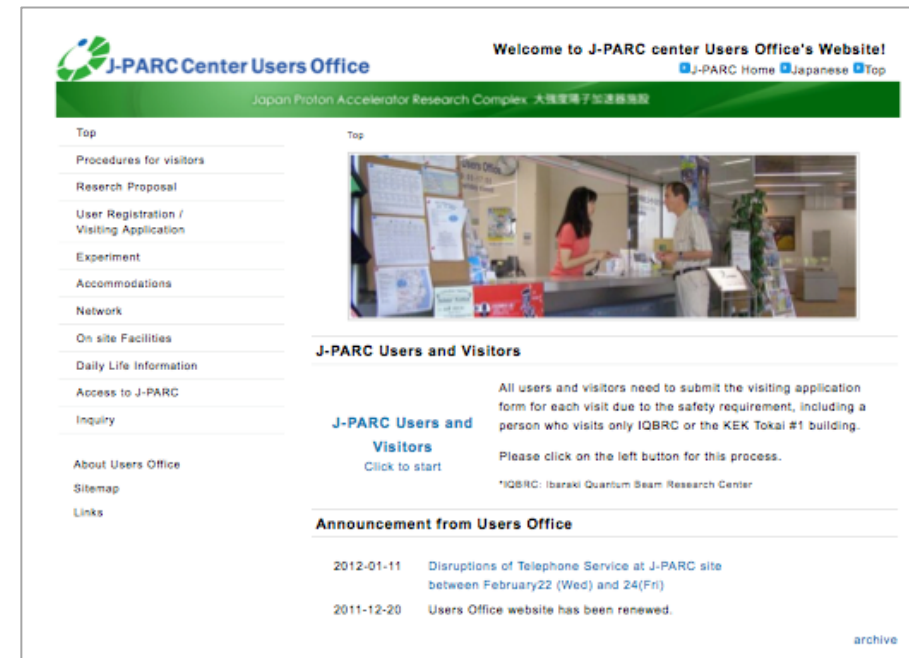 J-PARC Center Users Office
Welcome to J-PARC center Users Office's Website!
J-PARC Home Japanese Top
Japan Proton Accelerator Research Complex 大強度陽子加速器施設
Top
Procedures for visitors
Reserch Proposal
User Registration /
Visiting Application
Experiment
Accommodations
Network
On site Facilities
Daily Life Information
Access to J-PARC
Inquiry
About Users Office
Sitemap
Links
Top
Users Office
J-PARC Users and Visitors
J-PARC Users and
Visitors
Click to start
All users and visitors need to submit the visiting application
form for each visit due to the safety requirement, including a
person who visits only IQBRC or the KEK Tokai #1 building.
Please click on the left button for this process.
*IQBRC: Ibaraki Quantum Beam Research Center
Announcement from Users Office
2012-01-11 Disruptions of Telephone Service at J-PARC site
between February22 (Wed) and 24(Fri)
2011-12-20 Users Office website has been renewed.
archive